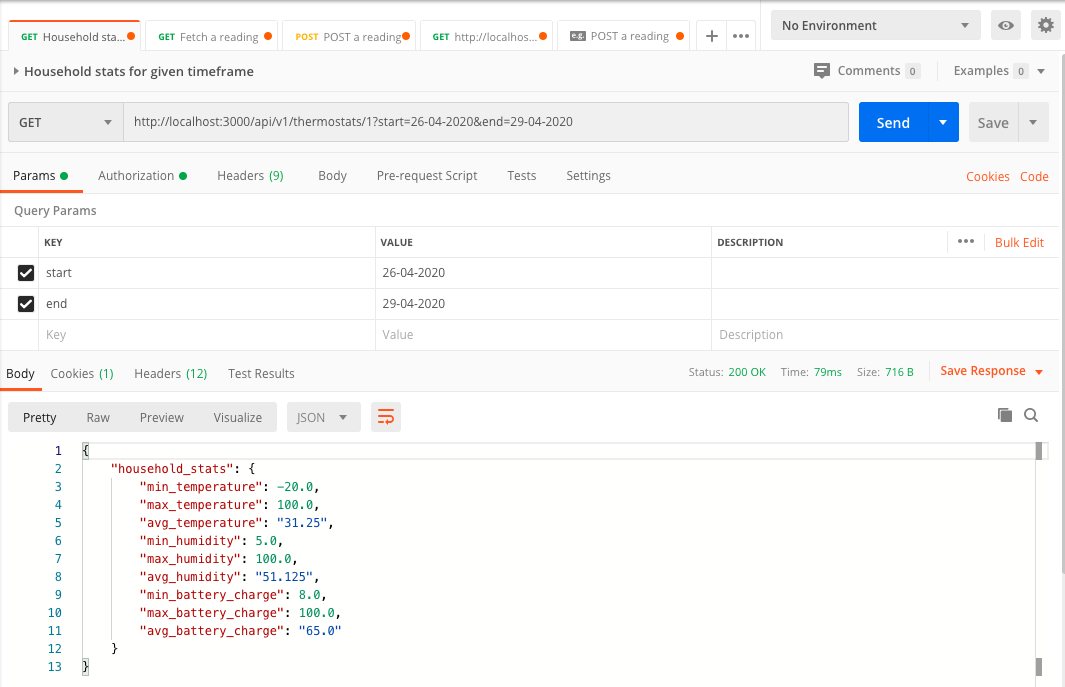 GET Household sta... GET Fetch a reading POST POST a reading GET http://localhos... e.g. POST a reading + ••• No Environment
Household stats for given timeframe Comments 0 Examples 0
GET http://localhost:3000/api/v1/thermostats/1?start=26-04-2020&end=29-04-2020 Send Save
Params Authorization Headers (9) Body Pre-request Script Tests Settings Cookies Code
Query Params
KEY VALUE DESCRIPTION ••• Bulk Edit
start 26-04-2020
end 29-04-2020
Key Value Description
Body Cookies (1) Headers (12) Test Results Status: 200 OK Time: 79ms Size: 716 B Save Response
Pretty Raw Preview Visualize JSON
1 {
2 "household_stats": {
3 "min_temperature": -20.0,
4 "max_temperature": 100.0,
5 "avg_temperature": "31.25",
6 "min_humidity": 5.0,
7 "max_humidity": 100.0,
8 "avg_humidity": "51.125",
9 "min_battery_charge": 8.0,
10 "max_battery_charge": 100.0,
11 "avg_battery_charge": "65.0"
12 }
13 }